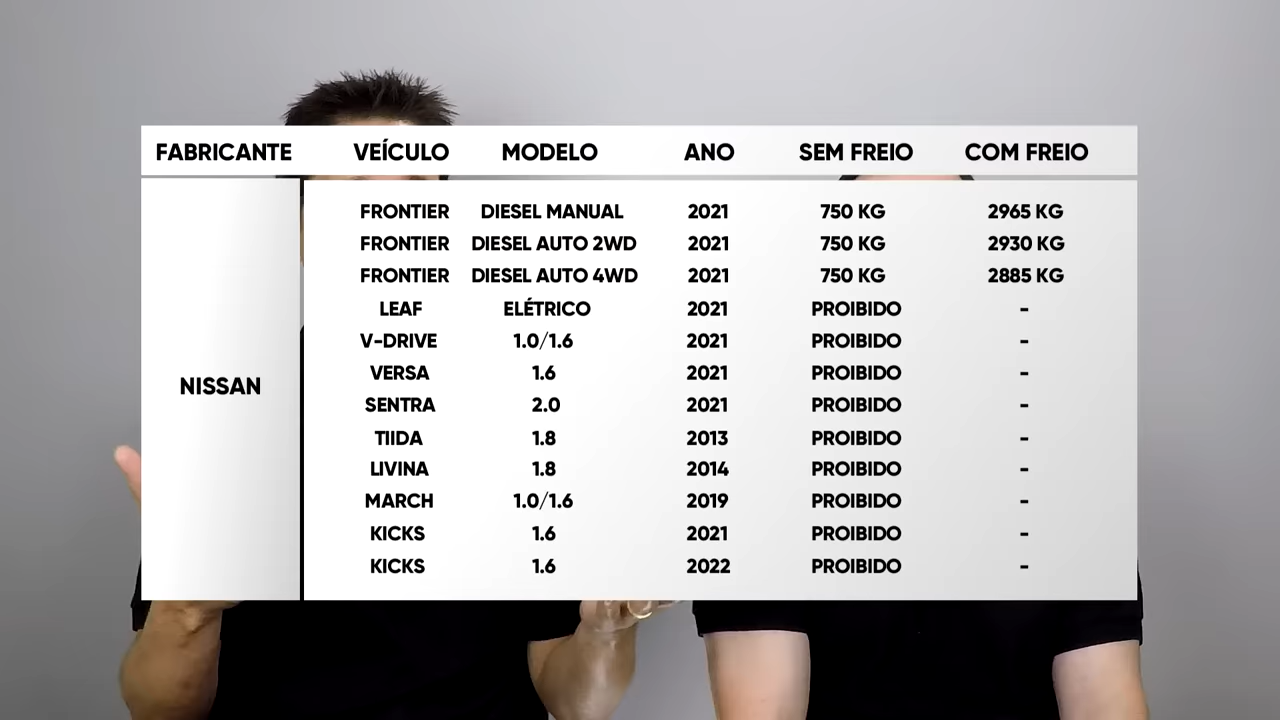 FABRICANTE VEÍCULO MODELO ANO SEM FREIO COM FREIO
FRONTIER DIESEL MANUAL 2021 750 KG 2965 KG
FRONTIER DIESEL AUTO 2WD 2021 750 KG 2930 KG
FRONTIER DIESEL AUTO 4WD 2021 750 KG 2885 KG
LEAF ELÉTRICO 2021 PROIBIDO -
V-DRIVE 1.0/1.6 2021 PROIBIDO -
VERSA 1.6 2021 PROIBIDO -
NISSAN
SENTRA 2.0 2021 PROIBIDO -
TIIDA 1.8 2013 PROIBIDO -
LIVINA 1.8 2014 PROIBIDO -
MARCH 1.0/1.6 2019 PROIBIDO -
KICKS 1.6 2021 PROIBIDO -
KICKS 1.6 2022 PROIBIDO -